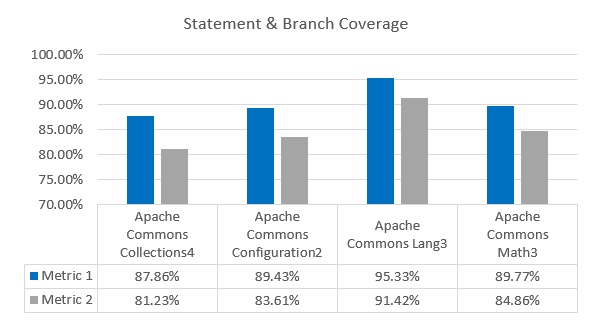 Statement & Branch Coverage
100.00%
95.00%
90.00%
85.00%
80.00%
75.00%
70.00%
Apache Commons Collections4
Apache Commons Configuration2
Apache Commons Lang3
Apache Commons Math3
Metric 1 87.86% 89.43% 95.33% 89.77%
Metric 2 81.23% 83.61% 91.42% 84.86%